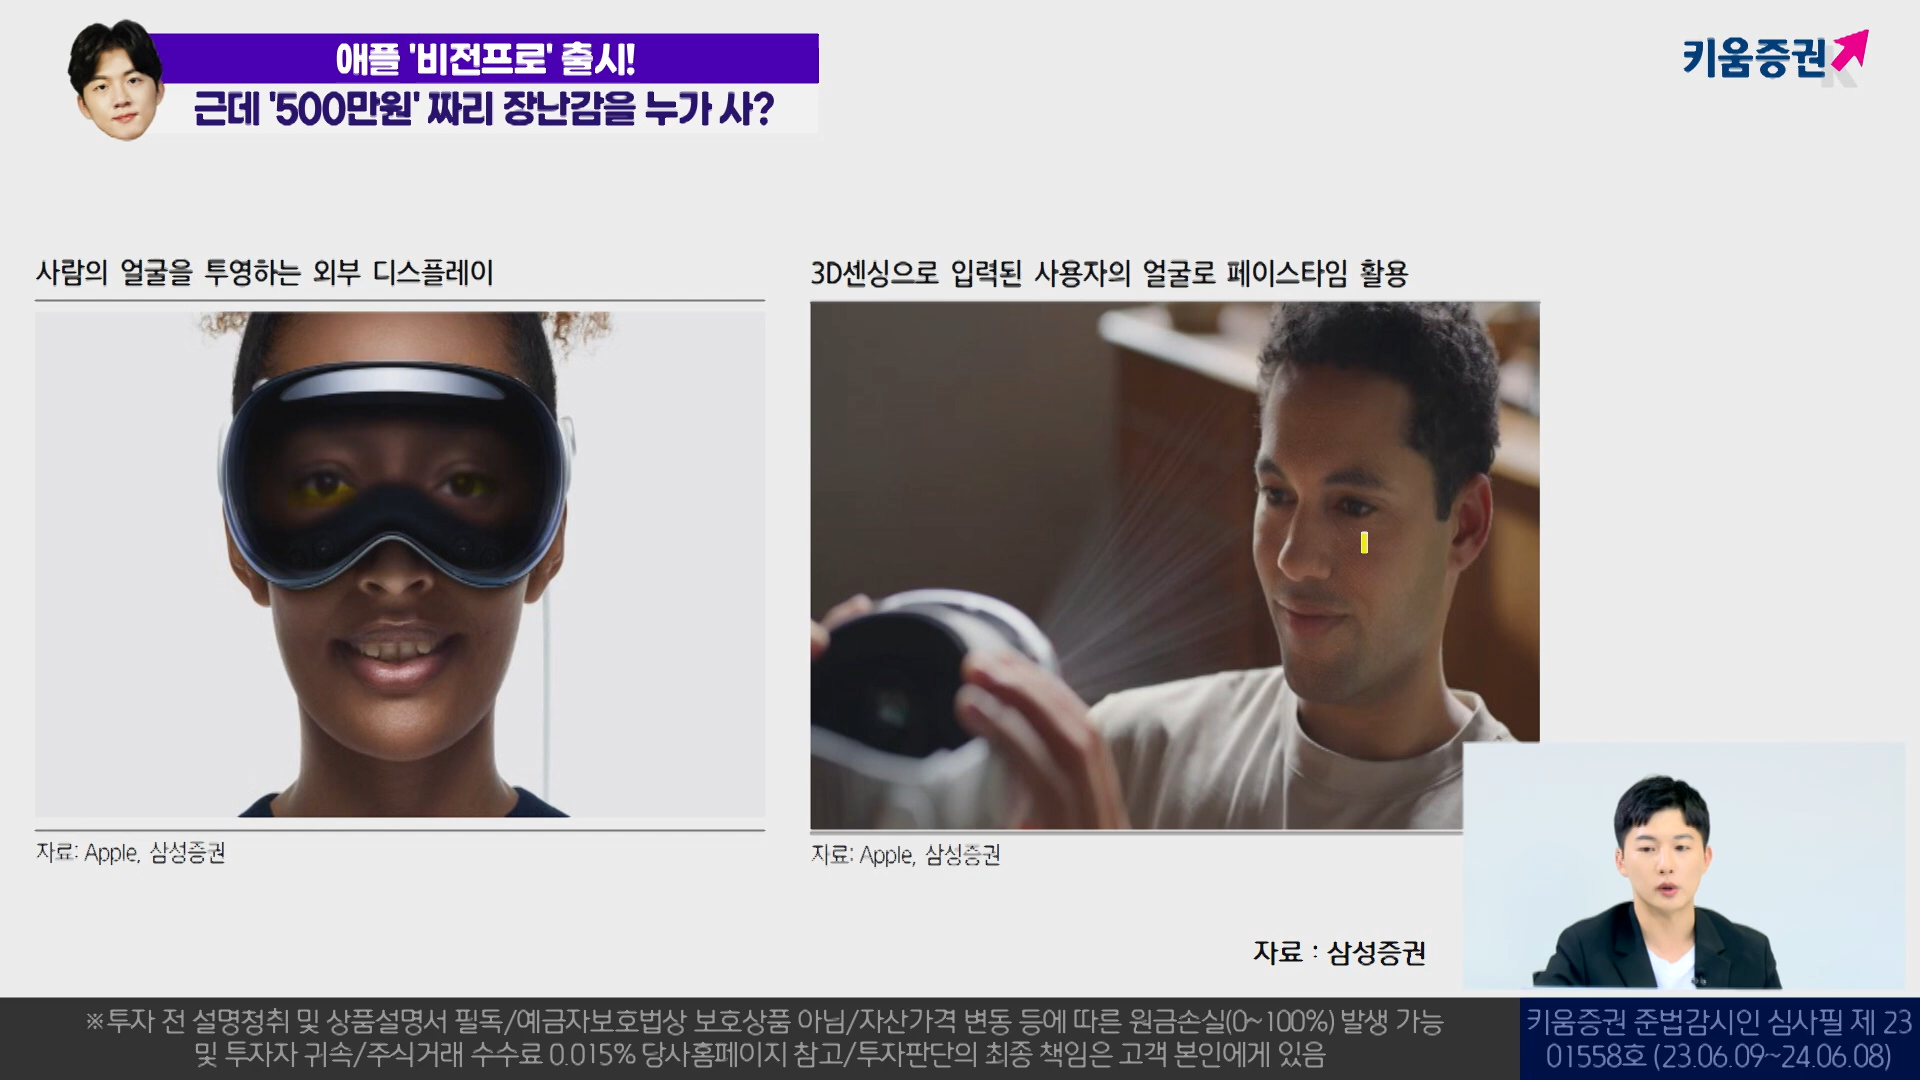 애플 '비전프로' 출시!
근데 '500만원' 짜리 장난감을 누가 사?
키움증권
사람의 얼굴을 투영하는 외부 디스플레이
3D센싱으로 입력된 사용자의 얼굴로 페이스타임 활용
자료: Apple, 삼성증권
자료: Apple, 삼성증권
자료 : 삼성증권
※투자 전 설명청취 및 상품설명서 필독/예금자보호법상 보호상품 아님/자산가격 변동 등에 따른 원금손실(0~100%) 발생 가능
및 투자자 귀속/주식거래 수수료 0.015% 당사홈페이지 참고/투자판단의 최종 책임은 고객 본인에게 있음
키움증권 준법감시인 심사필 제 23
01558호 (23.06.09~24.06.08)